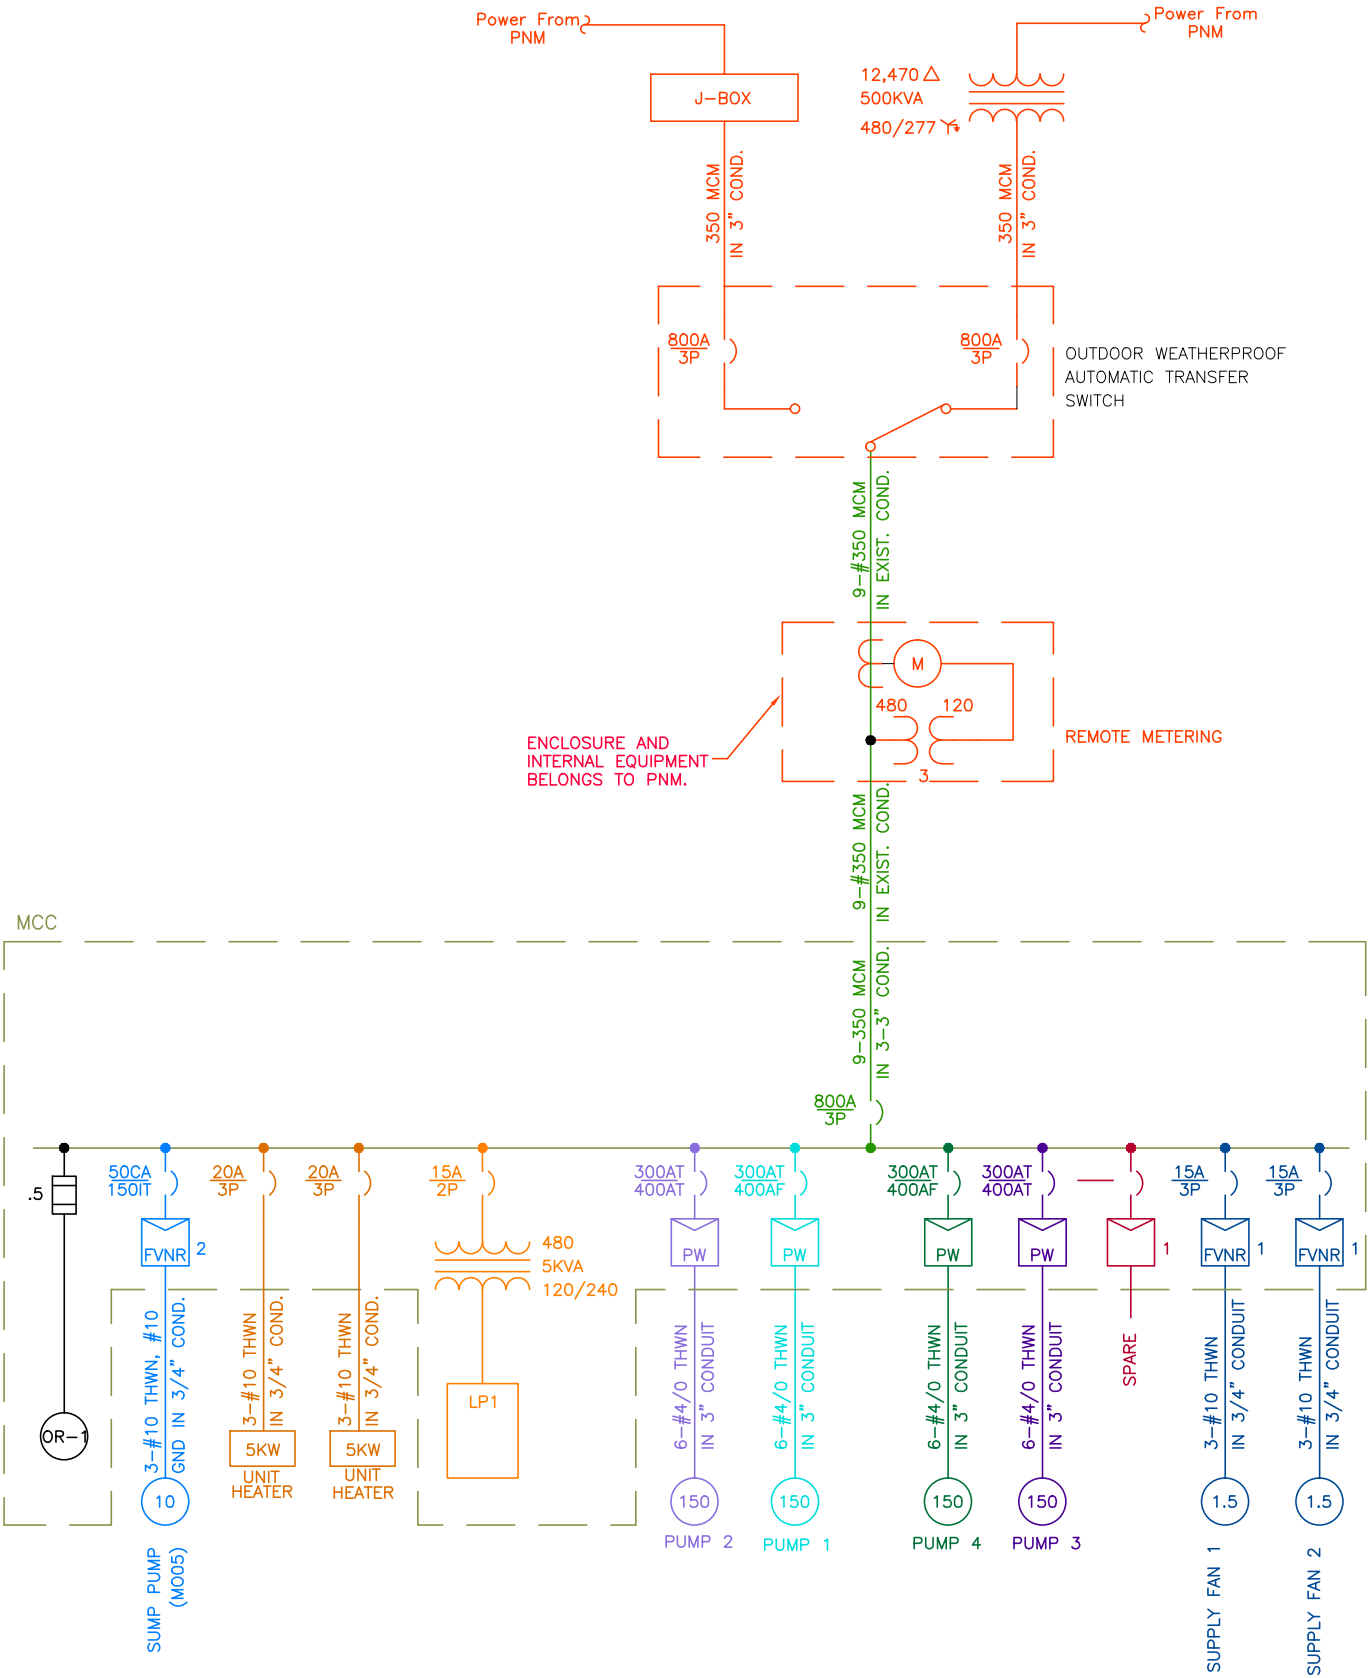 Power From
PNM
Power From
PNM
J-BOX
12,470
500KVA
480/277
350 MCM
IN 3" COND.
350 MCM
IN 3" COND.
800A
3P
800A
3P
OUTDOOR WEATHERPROOF
AUTOMATIC TRANSFER
SWITCH
9-#350 MCM
IN EXIST. COND.
M
480 120
3
REMOTE METERING
ENCLOSURE AND
INTERNAL EQUIPMENT
BELONGS TO PNM.
9-#350 MCM
IN EXIST. COND.
MCC
9-350 MCM
IN 3-3" COND.
800A
3P
.5
OR-1
50CA
150IT
FVNR 2
3-#10 THWN, #10
GND IN 3/4" COND.
10
SUMP PUMP
(M005)
20A
3P
3-#10 THWN
IN 3/4" COND.
5KW
UNIT
HEATER
20A
3P
3-#10 THWN
IN 3/4" COND.
5KW
UNIT
HEATER
15A
2P
480
5KVA
120/240
LP1
300AT
400AT
PW
6-#4/0 THWN
IN 3" CONDUIT
150
PUMP 2
300AT
400AF
PW
6-#4/0 THWN
IN 3" CONDUIT
150
PUMP 1
300AT
400AF
PW
6-#4/0 THWN
IN 3" CONDUIT
150
PUMP 4
300AT
400AT
PW
6-#4/0 THWN
IN 3" CONDUIT
150
PUMP 3
1
SPARE
15A
3P
FVNR 1
3-#10 THWN
IN 3/4" CONDUIT
1.5
SUPPLY FAN 1
15A
3P
FVNR 1
3-#10 THWN
IN 3/4" CONDUIT
1.5
SUPPLY FAN 2